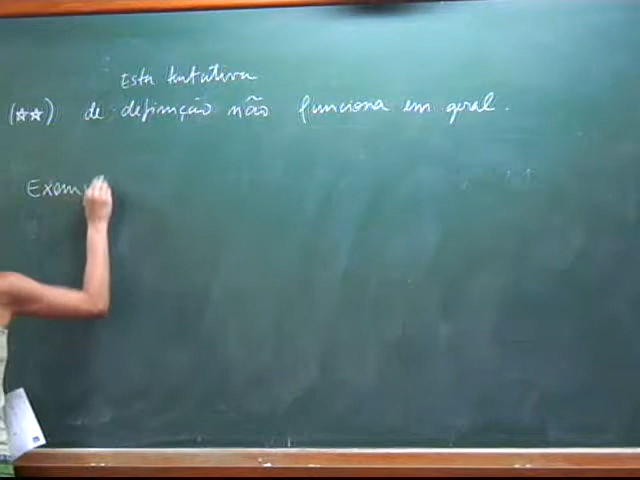 Esta tentativa
(☆☆) de definição não funciona em geral.
Exem